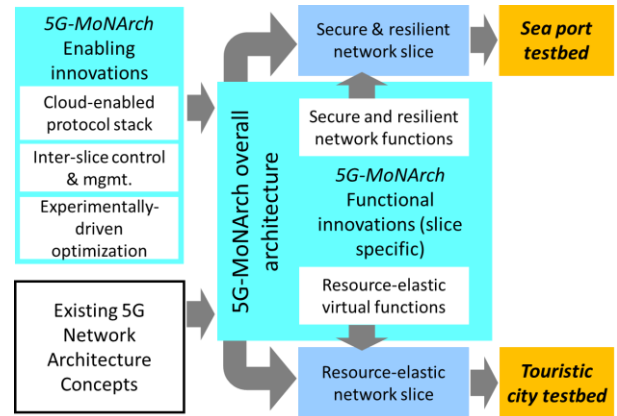 5G-MoNArch
Enabling
innovations
Cloud-enabled
protocol stack
Inter-slice control
& mgmt.
Experimentally-
driven
optimization
Existing 5G
Network
Architecture
Concepts
5G-MoNArch overall
architecture
Secure & resilient
network slice
Secure and resilient
network functions
5G-MoNArch
Functional
innovations (slice
specific)
Resource-elastic
virtual functions
Resource-elastic
network slice
Sea port
testbed
Touristic
city testbed